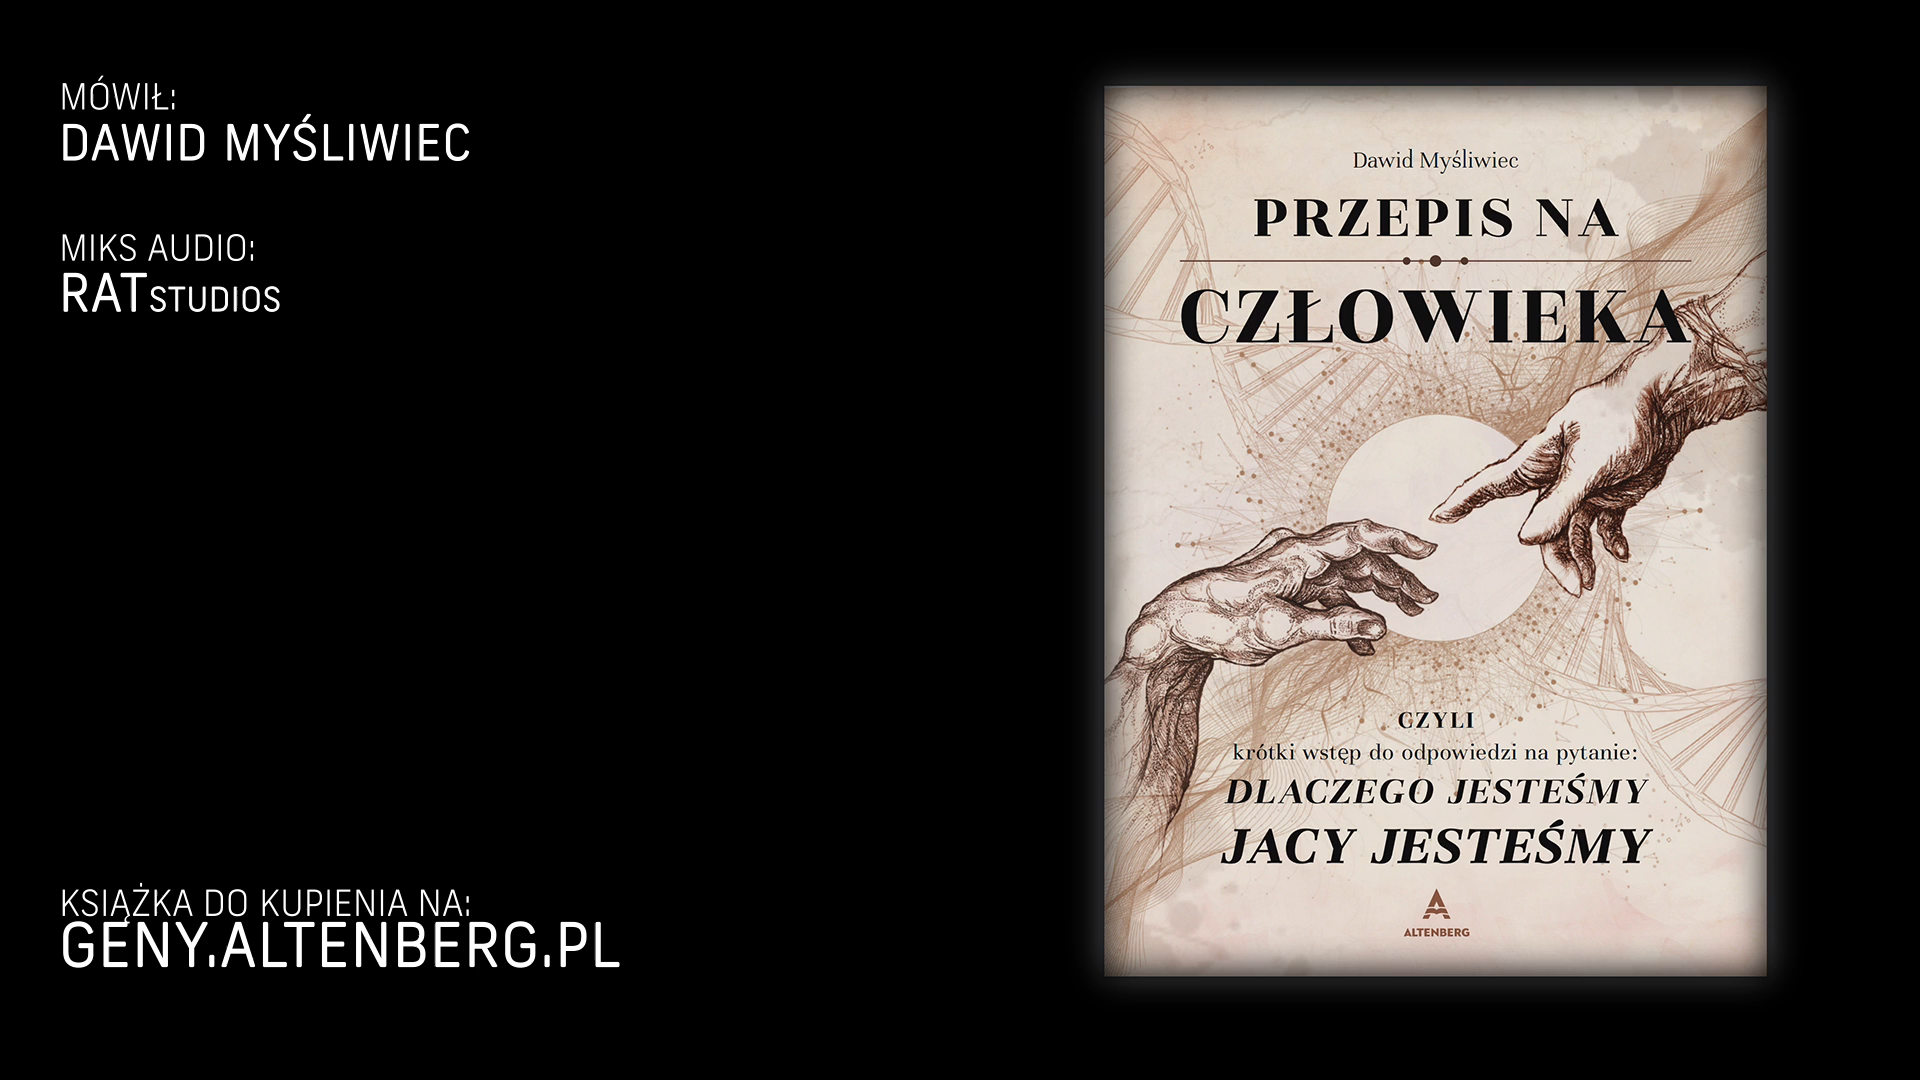 MÓWIŁ:
DAWID MYŚLIWIEC
MIKS AUDIO:
RATSTUDIOS
KSIĄŻKA DO KUPIENIA NA:
GENY.ALTENBERG.PL
Dawid Myśliwiec
PRZEPIS NA
CZŁOWIEKA
CZYLI
krótki wstęp do odpowiedzi na pytanie:
DLACZEGO JESTEŚMY
JACY JESTEŚMY
ALTENBERG